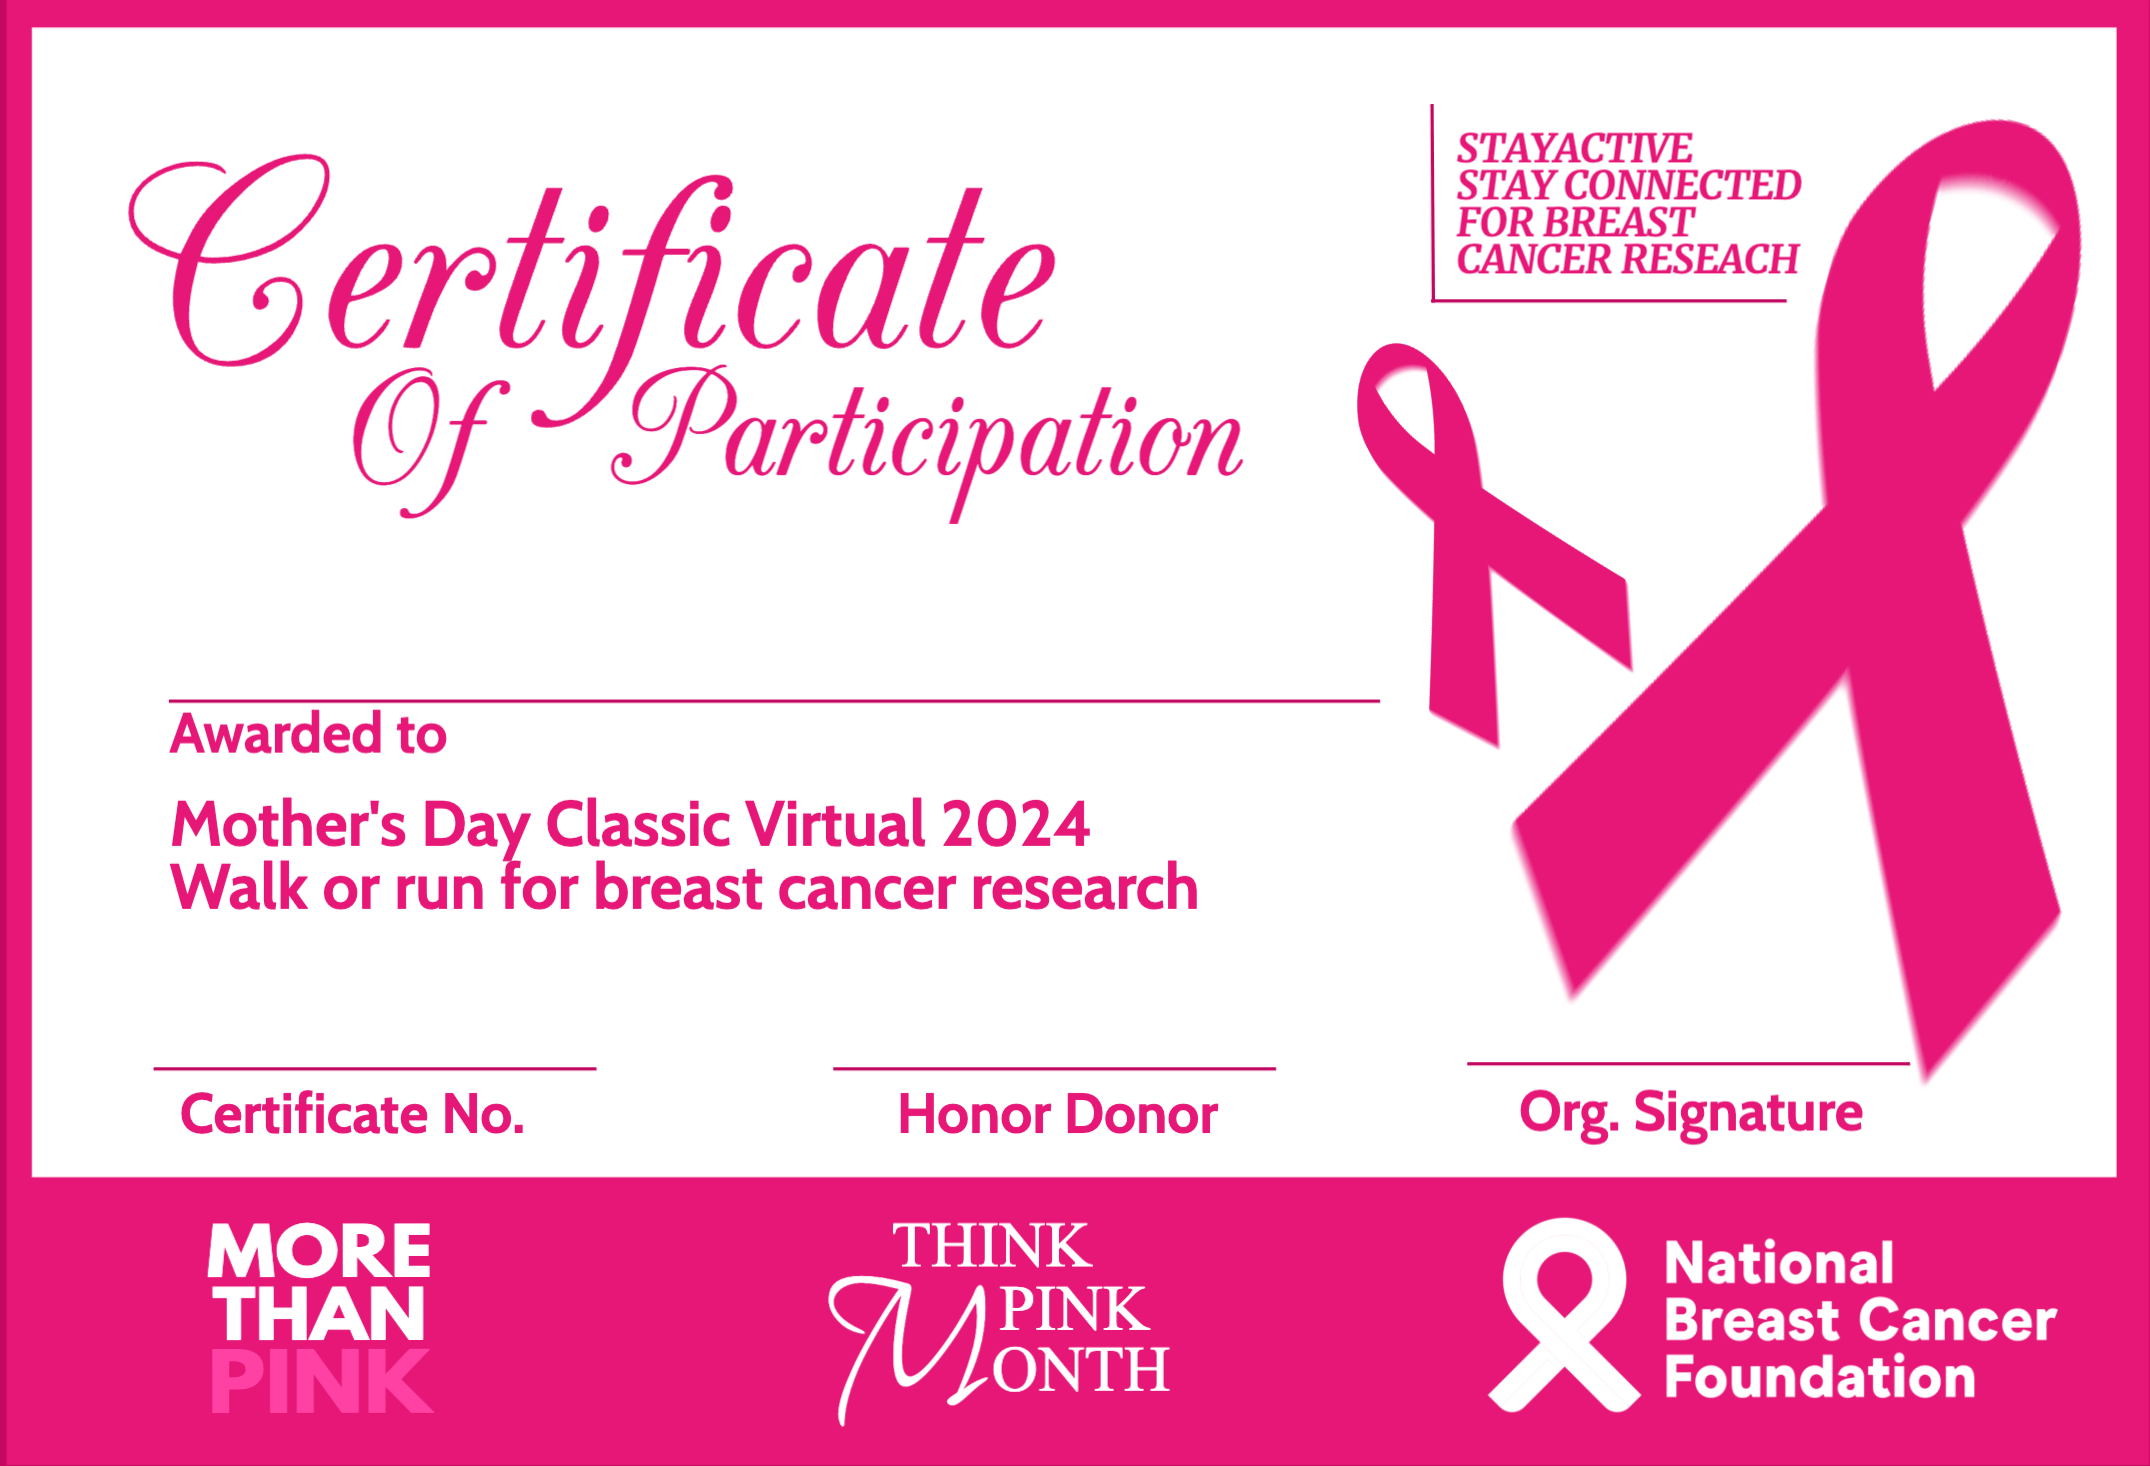 Certificate
Of Participation
STAYACTIVE
STAY CONNECTED
FOR BREAST
CANCER RESEACH
Awarded to
Mother's Day Classic Virtual 2024
Walk or run for breast cancer research
Certificate No.
Honor Donor
Org. Signature
MORE
THAN
PINK
THINK
PINK
MONTH
National
Breast Cancer
Foundation